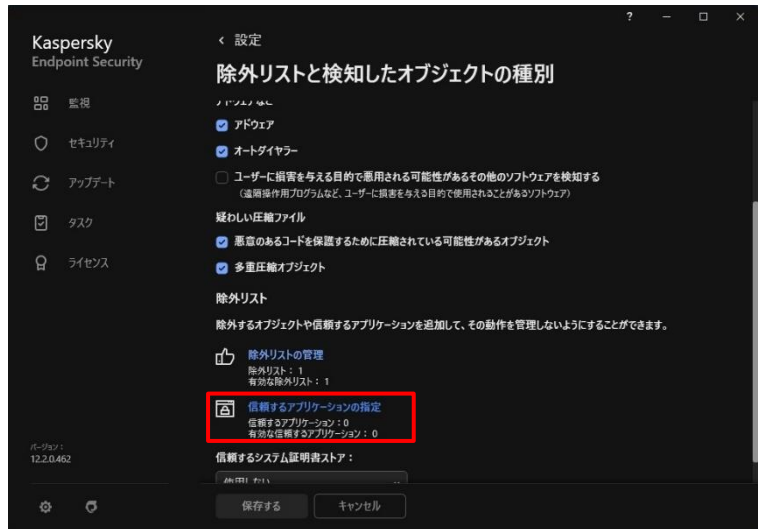 Kaspersky
Endpoint Security
監視
セキュリティ
アップデート
タスク
ライセンス
バージョン :
12.2.0.462
? 
設定
除外リストと検知したオブジェクトの種別
アドウェアなど
アドウェア
オートダイヤラー
ユーザーに損害を与える目的で悪用される可能性があるその他のソフトウェアを検知する
（遠隔操作用プログラムなど、ユーザーに損害を与える目的で使用されることがあるソフトウェア）
疑わしい圧縮ファイル
悪意のあるコードを保護するために圧縮されている可能性があるオブジェクト
多重圧縮オブジェクト
除外リスト
除外するオブジェクトや信頼するアプリケーションを追加して、その動作を管理しないようにすることができます。
除外リストの管理
除外リスト : 1
有効な除外リスト : 1
信頼するアプリケーションの指定
信頼するアプリケーション : 0
有効な信頼するアプリケーション : 0
信頼するシステム証明書ストア :
使用しない
保存する
キャンセル